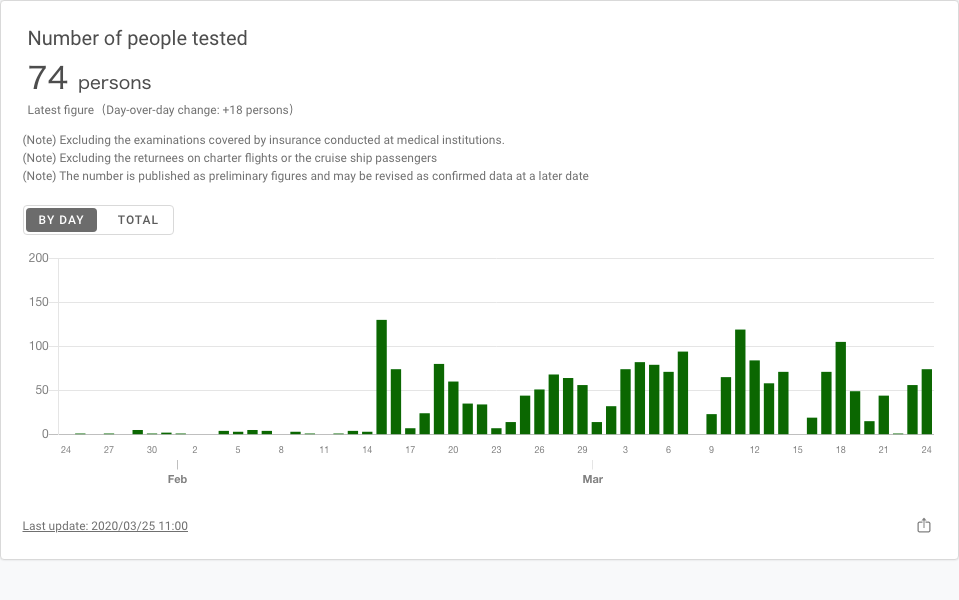 Number of people tested
74 persons
Latest figure（Day-over-day change: +18 persons）
(Note) Excluding the examinations covered by insurance conducted at medical institutions.
(Note) Excluding the returnees on charter flights or the cruise ship passengers
(Note) The number is published as preliminary figures and may be revised as confirmed data at a later date
BY DAY TOTAL
200
150
100
50
0
24 27 30 2 5 8 11 14 17 20 23 26 29 3 6 9 12 15 18 21 24
Feb Mar
Last update: 2020/03/25 11:00